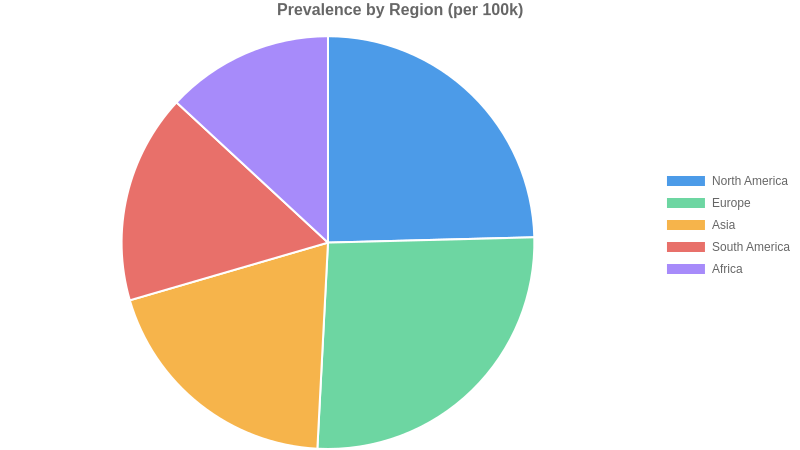 Prevalence by Region (per 100k)
North America
Europe
Asia
South America
Africa